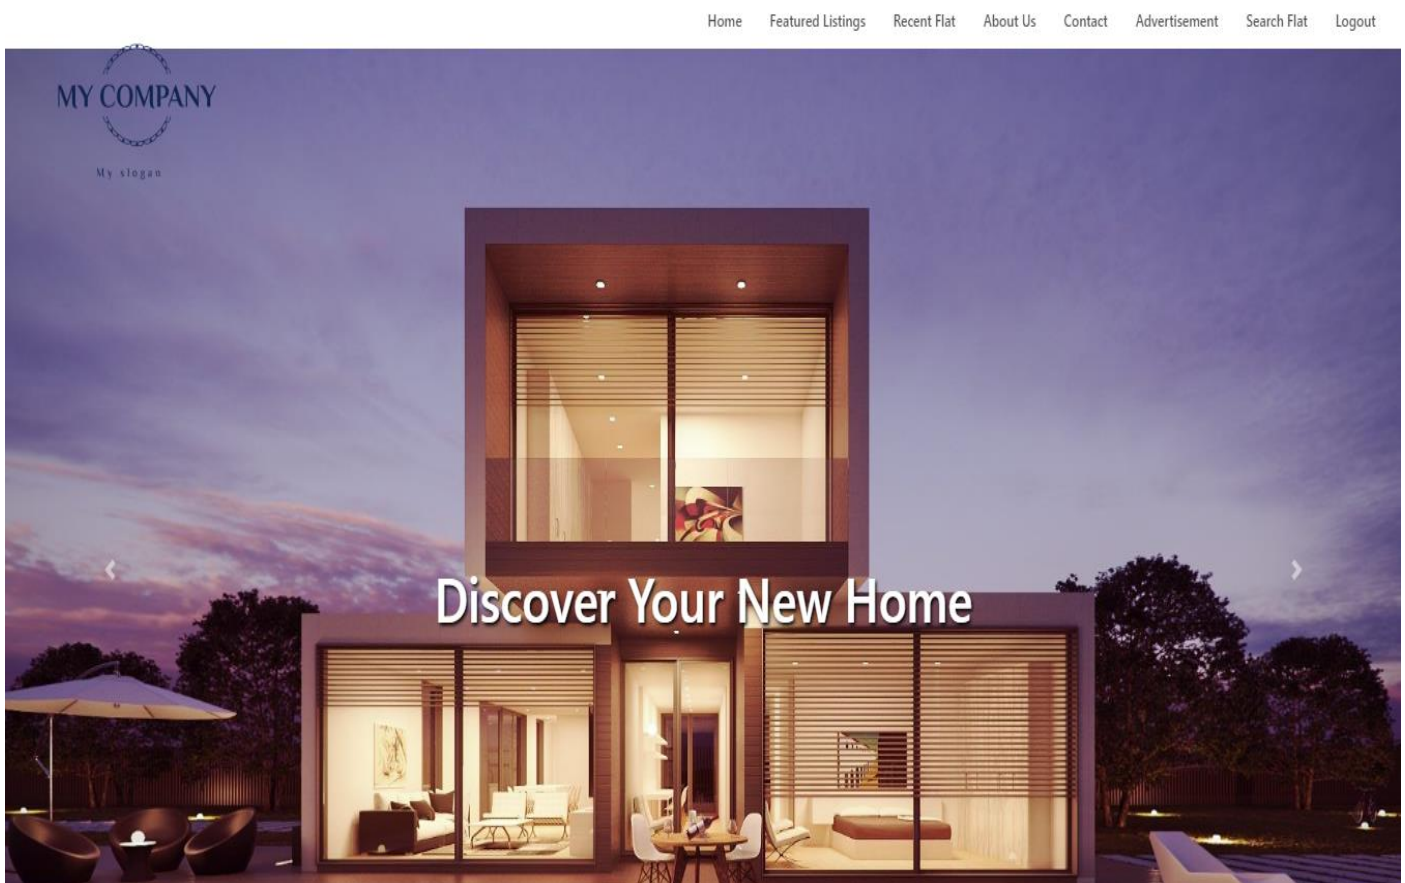 Home Featured Listings Recent Flat About Us Contact Advertisement Search Flat Logout
MY COMPANY
My slogan
Discover Your New Home